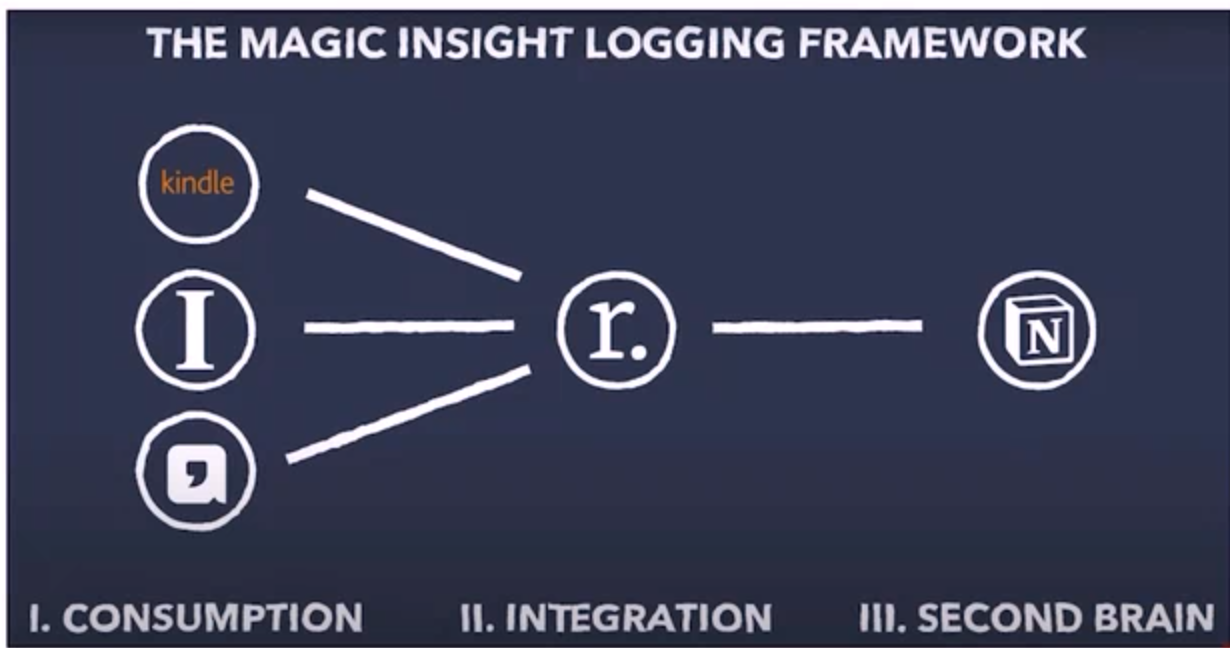 THE MAGIC INSIGHT LOGGING FRAMEWORK
kindle
I
r.
N
I. CONSUMPTION
II. INTEGRATION
III. SECOND BRAIN